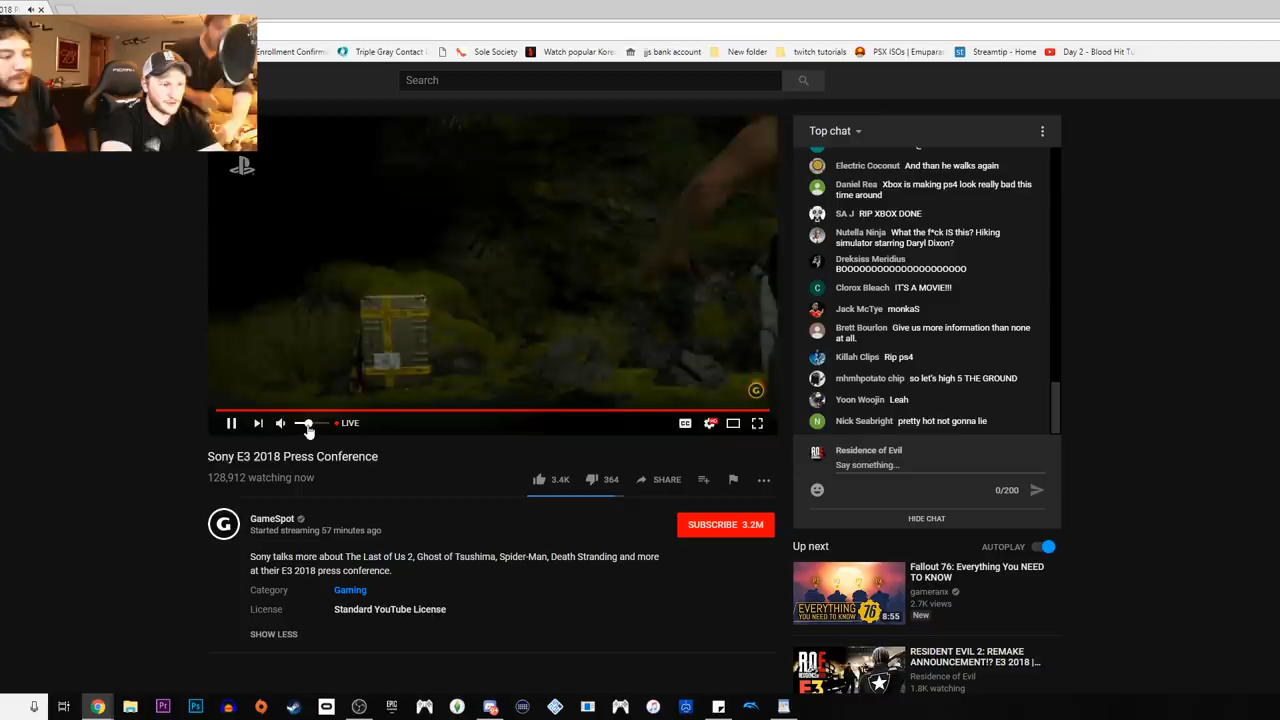 2018 P
Enrollment Confirm
Triple Gray Contact
Sole Society
Watch popular Kore
jjs bank account
New folder
twitch tutorials
PSX ISOs | Emupara
Streamtip - Home
Day 2 - Blood Hit Tu
Search
Top chat
Electric Coconut And than he walks again
Daniel Rea Xbox is making ps4 look really bad this
time around
SA J RIP XBOX DONE
Nutella Ninja What the f*ck IS this? Hiking
simulator starring Daryl Dixon?
Dreksiss Meridius
BOOOOOOOOOOOOOOOOOOOOO
Clorox Bleach IT'S A MOVIE!!!
Jack McTye monkaS
Brett Bourlon Give us more information than none
at all.
Killah Clips Rip ps4
mhmhpotato chip so let's high 5 THE GROUND
Yoon Woojin Leah
Nick Seabright pretty hot not gonna lie
Residence of Evil
Say something...
0/200
HIDE CHAT
LIVE
Sony E3 2018 Press Conference
128,912 watching now
3.4K
364
SHARE
GameSpot
Started streaming 57 minutes ago
SUBSCRIBE 3.2M
Sony talks more about The Last of Us 2, Ghost of Tsushima, Spider-Man, Death Stranding and more
at their E3 2018 press conference.
Category Gaming
License Standard YouTube License
SHOW LESS
Up next
AUTOPLAY
EVERYTHING
YOU NEED TO KNOW
76
8:55
Fallout 76: Everything You NEED
TO KNOW
gameranx
2.7K views
New
E3
RESIDENT EVIL 2: REMAKE
ANNOUNCEMENT!? E3 2018 |...
Residence of Evil
1.8K watching